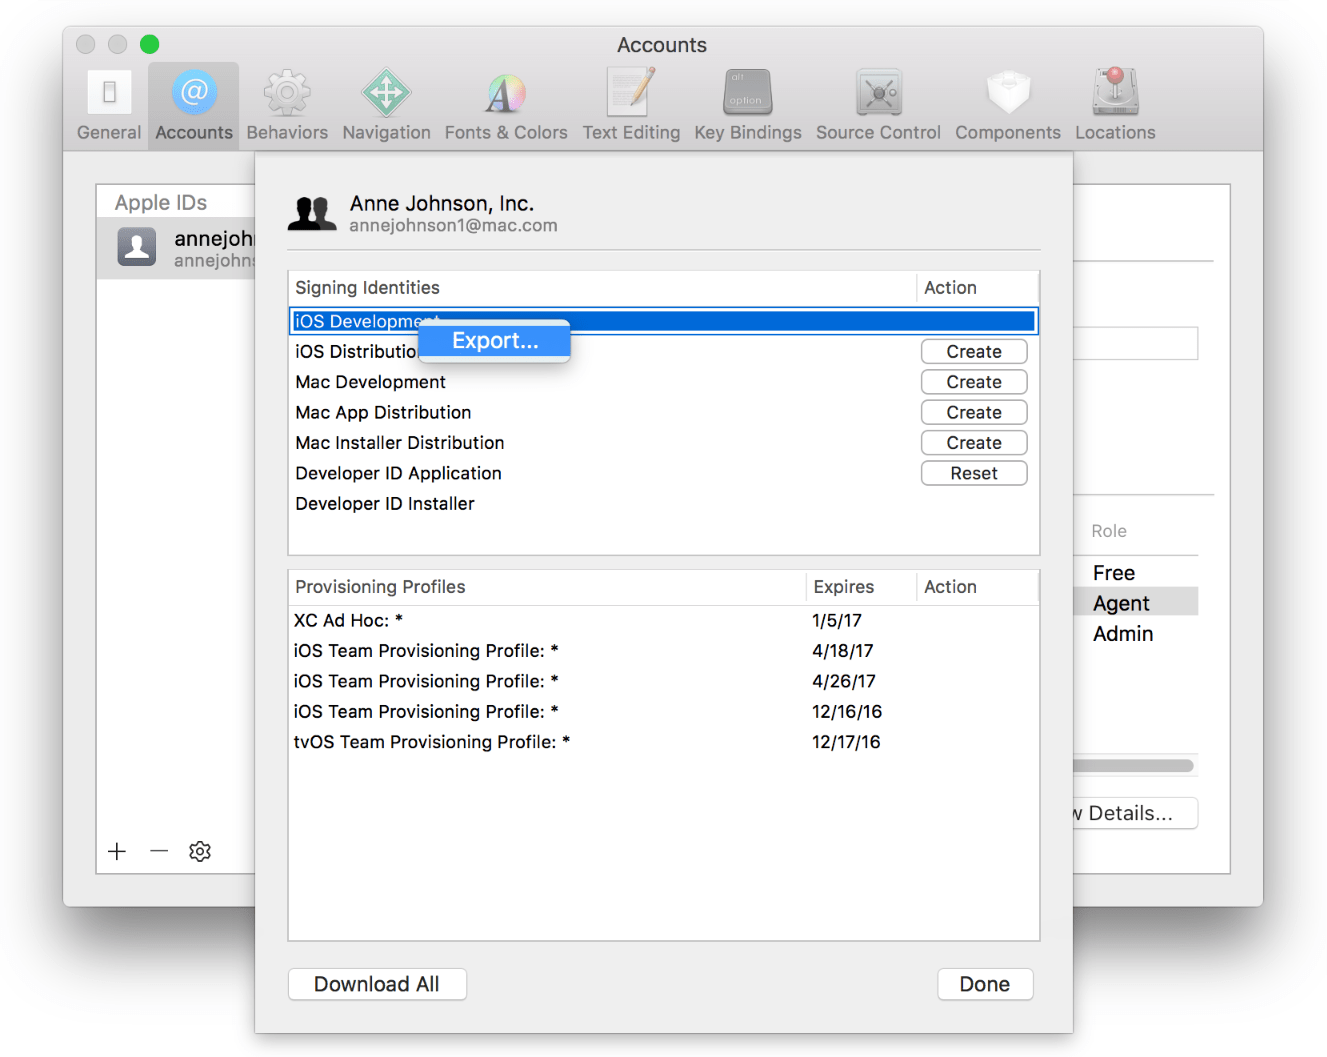 Accounts
General Accounts Behaviors Navigation Fonts & Colors Text Editing Key Bindings Source Control Components Locations
alt
option
Apple IDs
annejoh
annejohn
Anne Johnson, Inc.
annejohnson1@mac.com
Signing Identities Action
iOS Development
Export...
iOS Distributio Create
Mac Development Create
Mac App Distribution Create
Mac Installer Distribution Create
Developer ID Application Reset
Developer ID Installer
Role
Free
Agent
Admin
Provisioning Profiles Expires Action
XC Ad Hoc: * 1/5/17
iOS Team Provisioning Profile: * 4/18/17
iOS Team Provisioning Profile: * 4/26/17
iOS Team Provisioning Profile: * 12/16/16
tvOS Team Provisioning Profile: * 12/17/16
w Details...
Download All Done